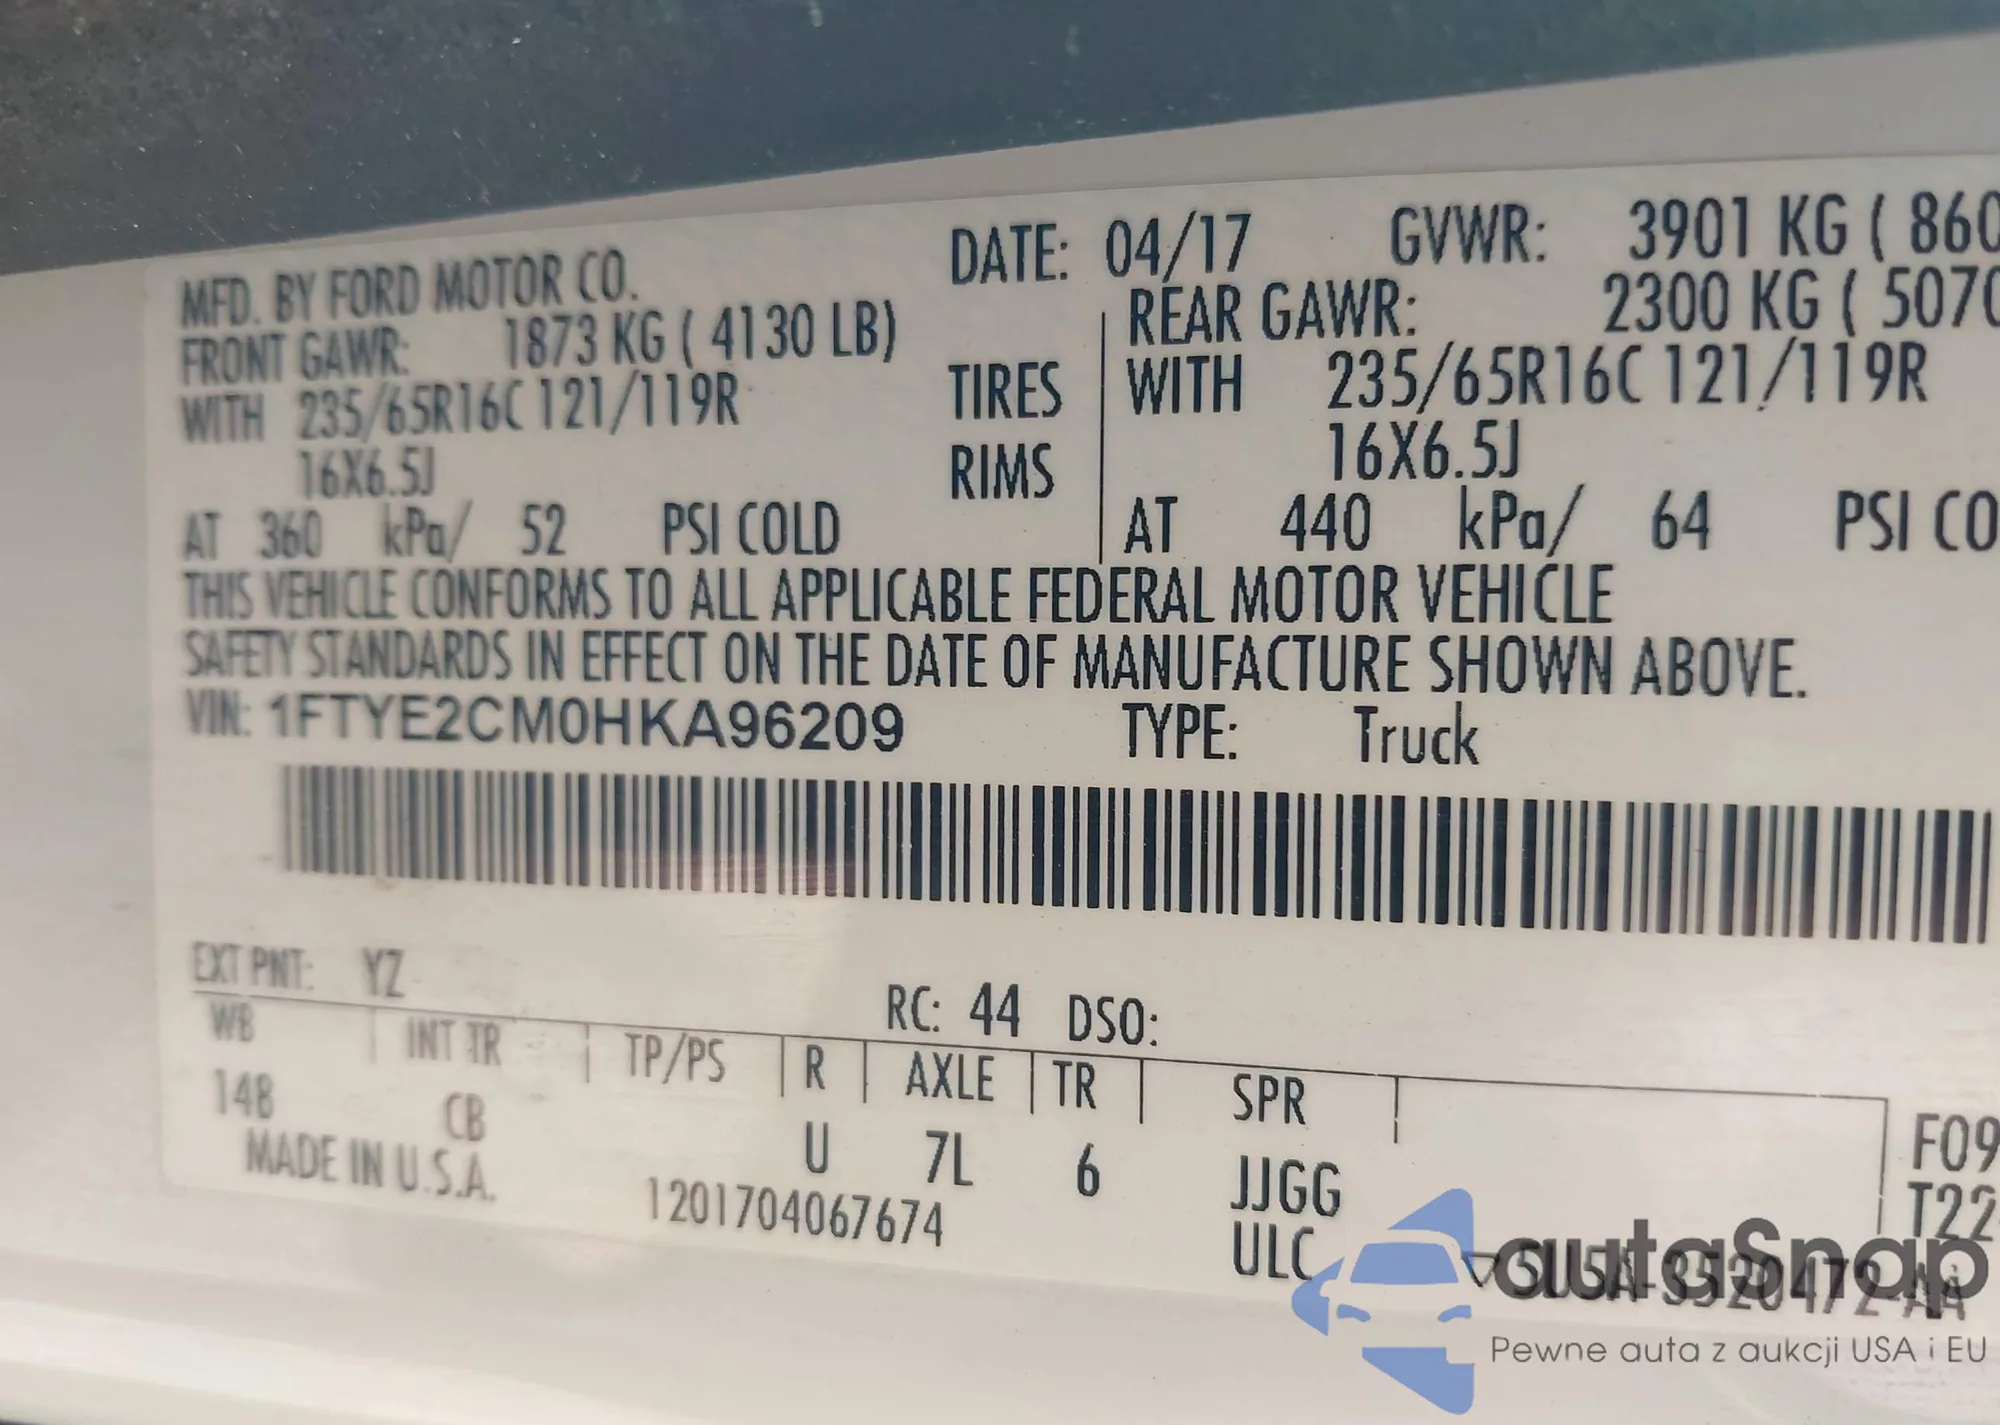 MFD. BY FORD MOTOR CO. DATE: 04/17 GVWR: 3901 KG ( 860
FRONT GAWR: 1873 KG ( 4130 LB) REAR GAWR: 2300 KG ( 5070
WITH 235/65R16C 121/119R TIRES WITH 235/65R16C 121/119R
16X6.5J RIMS 16X6.5J
AT 360 kPa/ 52 PSI COLD AT 440 kPa/ 64 PSI CO
THIS VEHICLE CONFORMS TO ALL APPLICABLE FEDERAL MOTOR VEHICLE
SAFETY STANDARDS IN EFFECT ON THE DATE OF MANUFACTURE SHOWN ABOVE.
VIN: 1FTYE2CM0HKA96209 TYPE: Truck
EXT PNT: YZ RC: 44 DSO:
WB INT TR TP/PS R AXLE TR SPR
148 CB U 7L 6 JJGG F09
MADE IN U.S.A. 1201704067674 ULC T22
▽5U5A-3520472-AA
autaSnap
Pewne auta z aukcji USA i EU